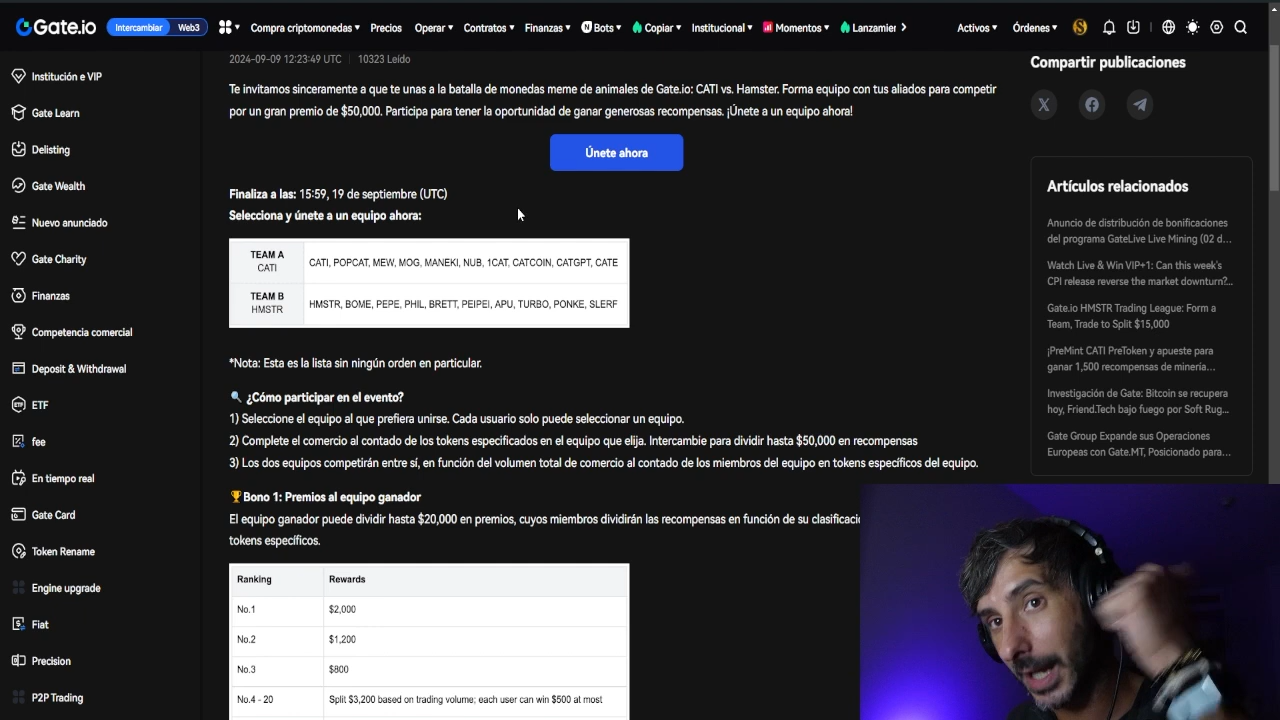 Gate.io
Intercambiar Web3
Compra criptomonedas Precios Operar Contratos Finanzas Bots Copiar Institucional Momentos Lanzamier
Activos Órdenes
Institución e VIP
Gate Learn
Delisting
Gate Wealth
Nuevo anunciado
Gate Charity
Finanzas
Competencia comercial
Deposit & Withdrawal
ETF
fee
En tiempo real
Gate Card
Token Rename
Engine upgrade
Fiat
Precision
P2P Trading
2024-09-09 12:23:49 UTC 10323 Leído
Te invitamos sinceramente a que te unas a la batalla de monedas meme de animales de Gate.io: CATI vs. Hamster. Forma equipo con tus aliados para competir
por un gran premio de $50,000. Participa para tener la oportunidad de ganar generosas recompensas. ¡Únete a un equipo ahora!
Únete ahora
Finaliza a las: 15:59, 19 de septiembre (UTC)
Selecciona y únete a un equipo ahora:
TEAM A
CATI
CATI, POPCAT, MEW, MOG, MANEKI, NUB, 1CAT, CATCOIN, CATGPT, CATE
TEAM B
HMSTR
HMSTR, BOME, PEPE, PHIL, BRETT, PEIPEI, APU, TURBO, PONKE, SLERF
*Nota: Esta es la lista sin ningún orden en particular.
¿Cómo participar en el evento?
1) Seleccione el equipo al que prefiera unirse. Cada usuario solo puede seleccionar un equipo.
2) Complete el comercio al contado de los tokens especificados en el equipo que elija. Intercambie para dividir hasta $50,000 en recompensas
3) Los dos equipos competirán entre sí, en función del volumen total de comercio al contado de los miembros del equipo en tokens específicos del equipo.
Bono 1: Premios al equipo ganador
El equipo ganador puede dividir hasta $20,000 en premios, cuyos miembros dividirán las recompensas en función de su clasificació
tokens específicos.
Ranking Rewards
No.1 $2,000
No.2 $1,200
No.3 $800
No.4 - 20 Split $3,200 based on trading volume; each user can win $500 at most
Compartir publicaciones
Artículos relacionados
Anuncio de distribución de bonificaciones
del programa GateLive Live Mining (02 d...
Watch Live & Win VIP+1: Can this week's
CPI release reverse the market downturn?...
Gate.io HMSTR Trading League: Form a
Team, Trade to Split $15,000
¡PreMint CATI PreToken y apueste para
ganar 1,500 recompensas de minería...
Investigación de Gate: Bitcoin se recupera
hoy, Friend.Tech bajo fuego por Soft Rug...
Gate Group Expande sus Operaciones
Europeas con Gate.MT, Posicionado para...